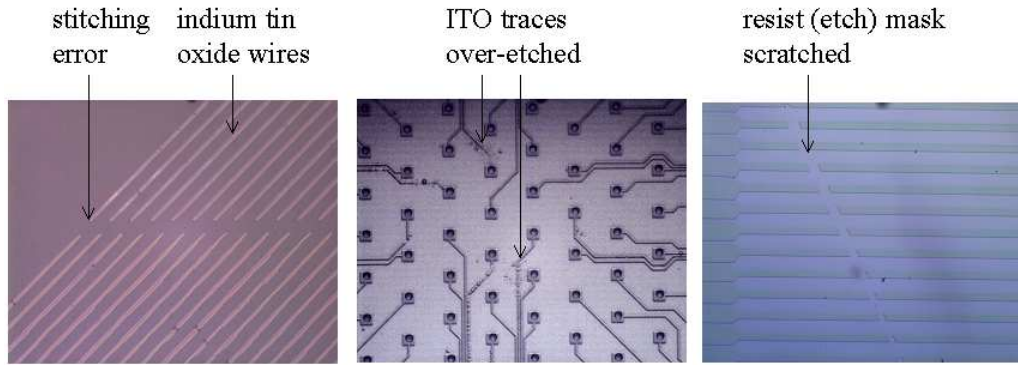 stitching
error
indium tin
oxide wires
ITO traces
over-etched
resist (etch) mask
scratched